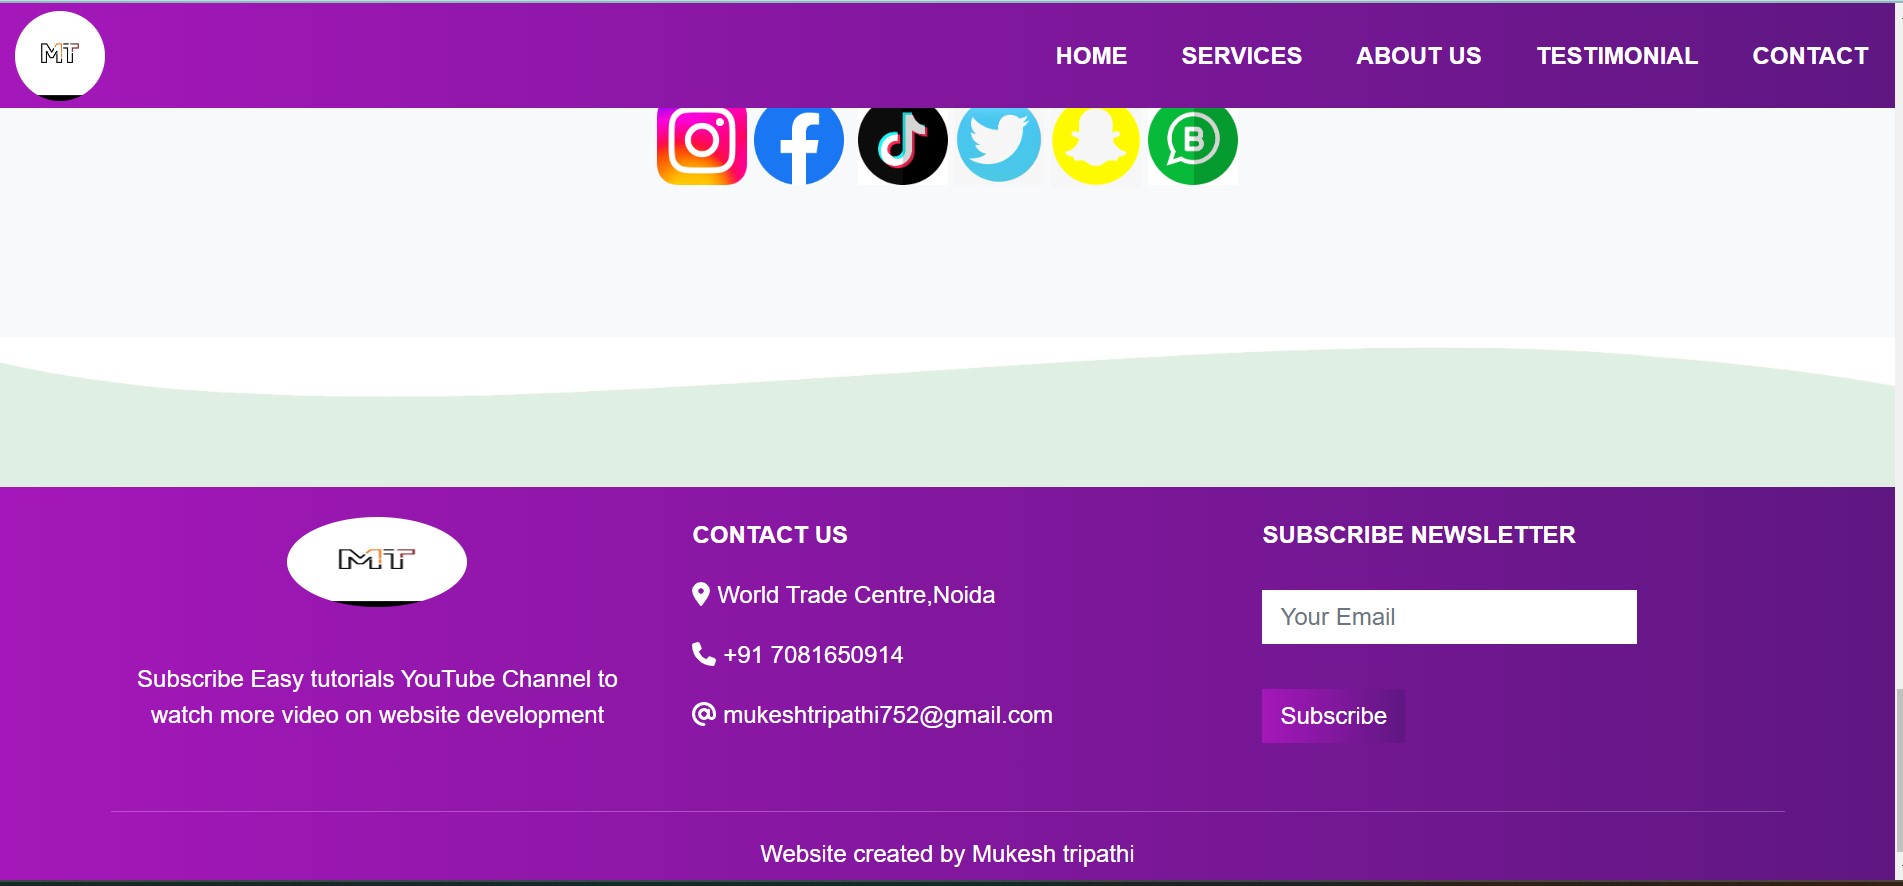 MT
HOME
SERVICES
ABOUT US
TESTIMONIAL
CONTACT
B
MT
Subscribe Easy tutorials YouTube Channel to
watch more video on website development
CONTACT US
World Trade Centre,Noida
+91 7081650914
mukeshtripathi752@gmail.com
SUBSCRIBE NEWSLETTER
Your Email
Subscribe
Website created by Mukesh tripathi